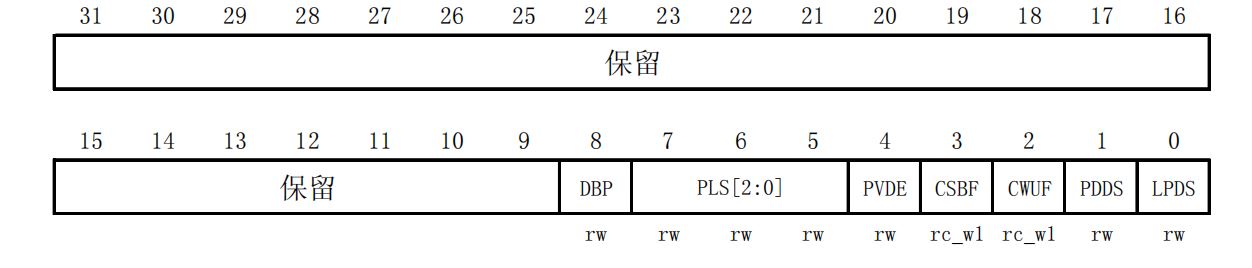 31 30 29 28 27 26 25 24 23 22 21 20 19 18 17 16
保留
15 14 13 12 11 10 9 8 7 6 5 4 3 2 1 0
保留 DBP PLS[2:0] PVDE CSBF CWUF PDDS LPDS
rw rw rw rw rw rc_w1 rc_w1 rw rw